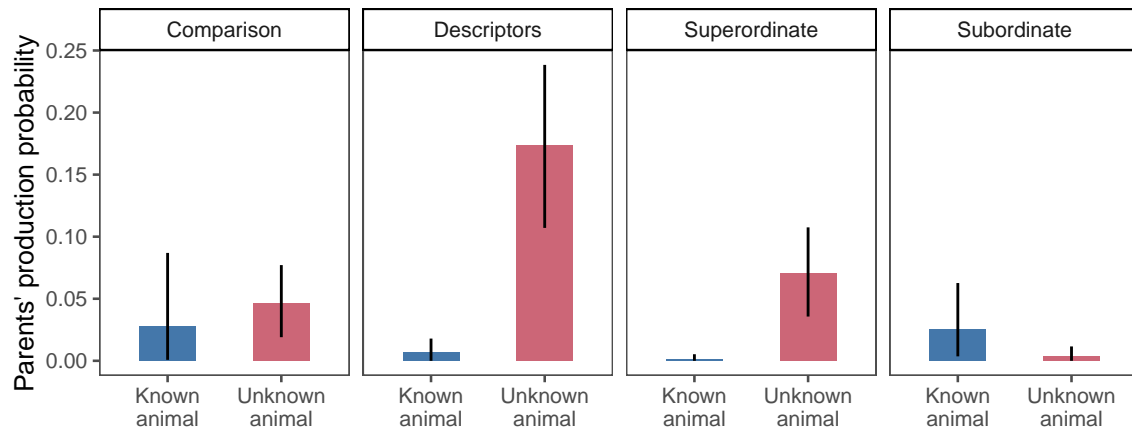 Comparison
Descriptors
Superordinate
Subordinate
Parents' production probability
0.25
0.20
0.15
0.10
0.05
0.00
Known
animal
Unknown
animal
Known
animal
Unknown
animal
Known
animal
Unknown
animal
Known
animal
Unknown
animal